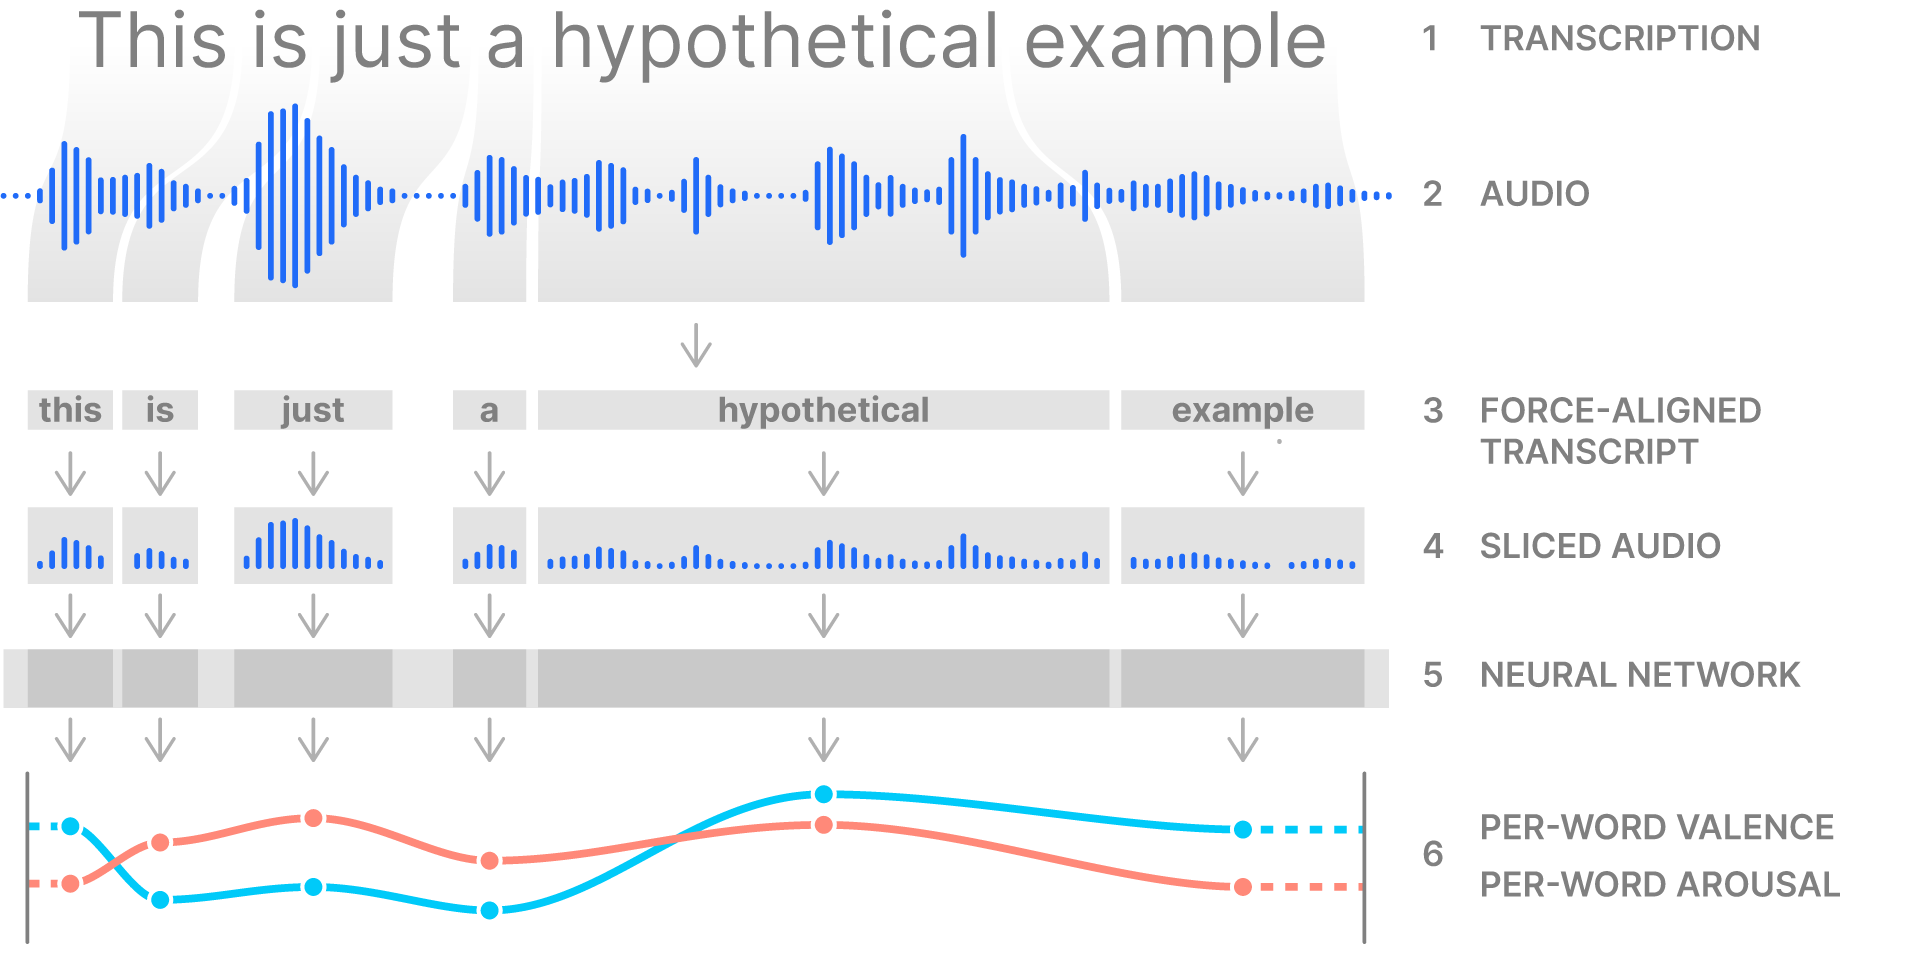 This is just a hypothetical example
1 TRANSCRIPTION
2 AUDIO
this is just a hypothetical example
3 FORCE-ALIGNED
TRANSCRIPT
4 SLICED AUDIO
5 NEURAL NETWORK
6
PER-WORD VALENCE
PER-WORD AROUSAL